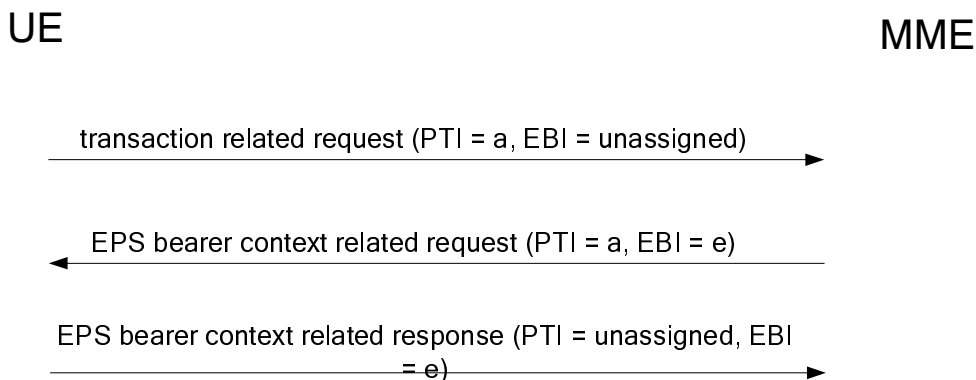 UE
MME
transaction related request (PTI = a, EBI = unassigned)
EPS bearer context related request (PTI = a, EBI = e)
EPS bearer context related response (PTI = unassigned, EBI
= e)